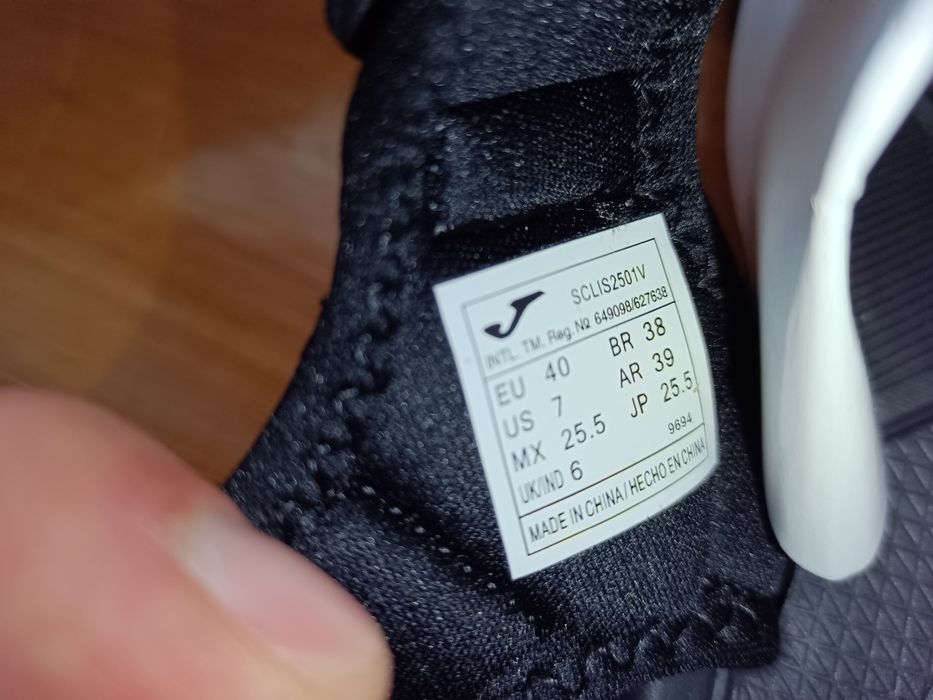 SCLIS2501V
INTL. TM. Reg. № 649098/627638
EU 40 BR 38
US 7 AR 39
MX 25.5 JP 25.5
UK/IND 6 9694
MADE IN CHINA / HECHO EN CHINA